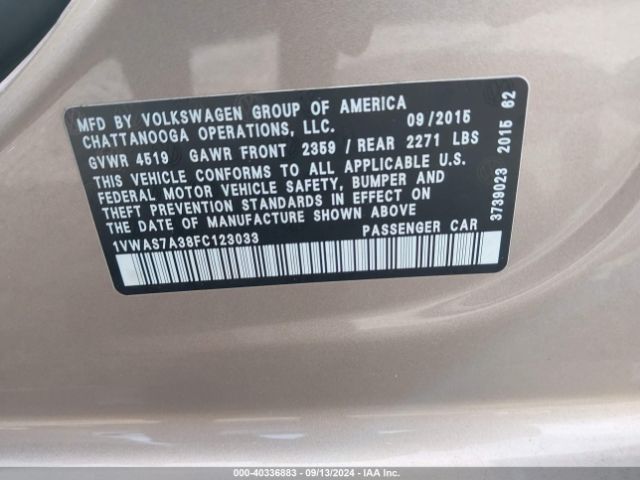 MFD BY VOLKSWAGEN GROUP OF AMERICA
CHATTANOOGA OPERATIONS, LLC. 09/2015
GVWR 4519 GAWR FRONT 2359 / REAR 2271 LBS
THIS VEHICLE CONFORMS TO ALL APPLICABLE U.S.
FEDERAL MOTOR VEHICLE SAFETY, BUMPER AND
THEFT PREVENTION STANDARDS IN EFFECT ON
THE DATE OF MANUFACTURE SHOWN ABOVE
1VWAS7A38FC123033 PASSENGER CAR
3739023 2015 62
000-40336883 / 09/13/2024 - IAAI.COM